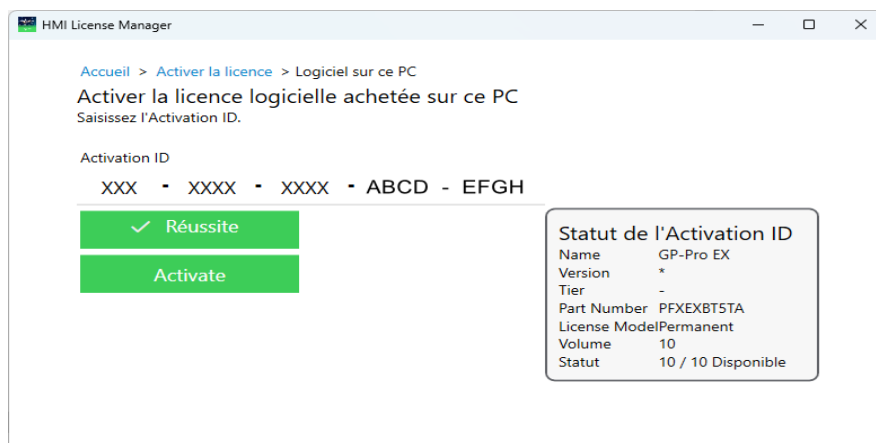 HMI License Manager
Accueil > Activer la licence > Logiciel sur ce PC
Activer la licence logicielle achetée sur ce PC
Saisissez l'Activation ID.
Activation ID
XXX - XXXX - XXXX - ABCD - EFGH
Réussite
Activate
Statut de l'Activation ID
Name GP-Pro EX
Version *
Tier -
Part Number PFXEXBT5TA
License Model Permanent
Volume 10
Statut 10 / 10 Disponible